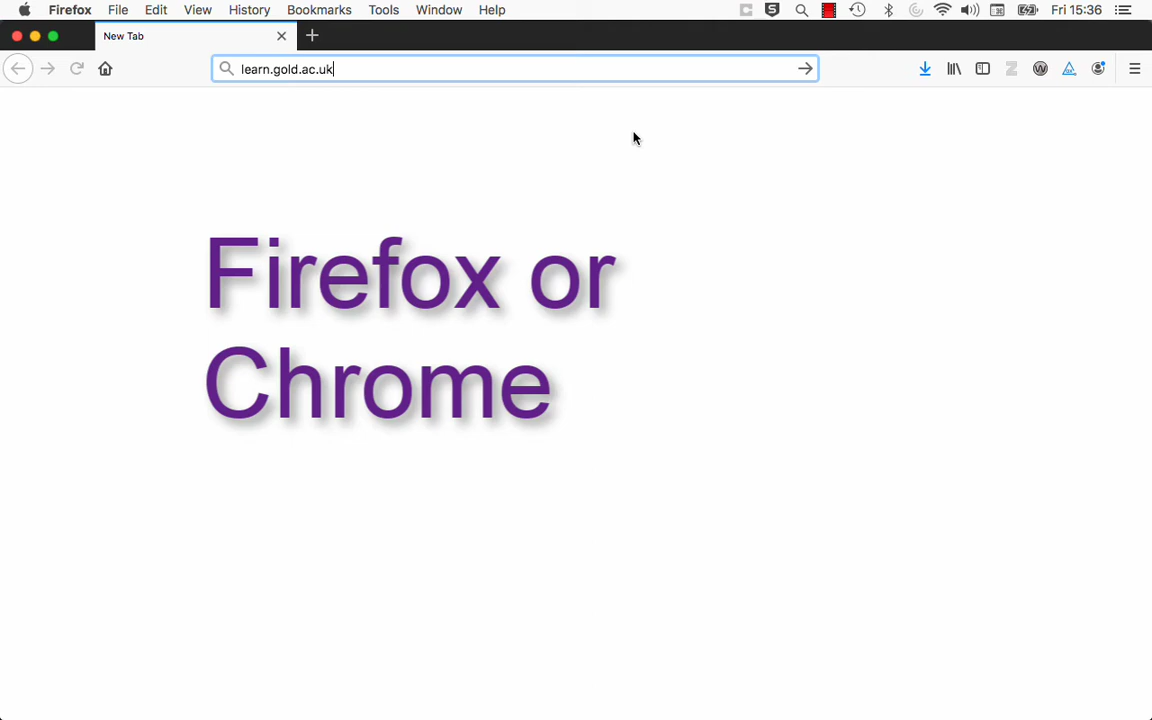 Firefox File Edit View History Bookmarks Tools Window Help Fri 15:36
New Tab
learn.gold.ac.uk
Firefox or
Chrome